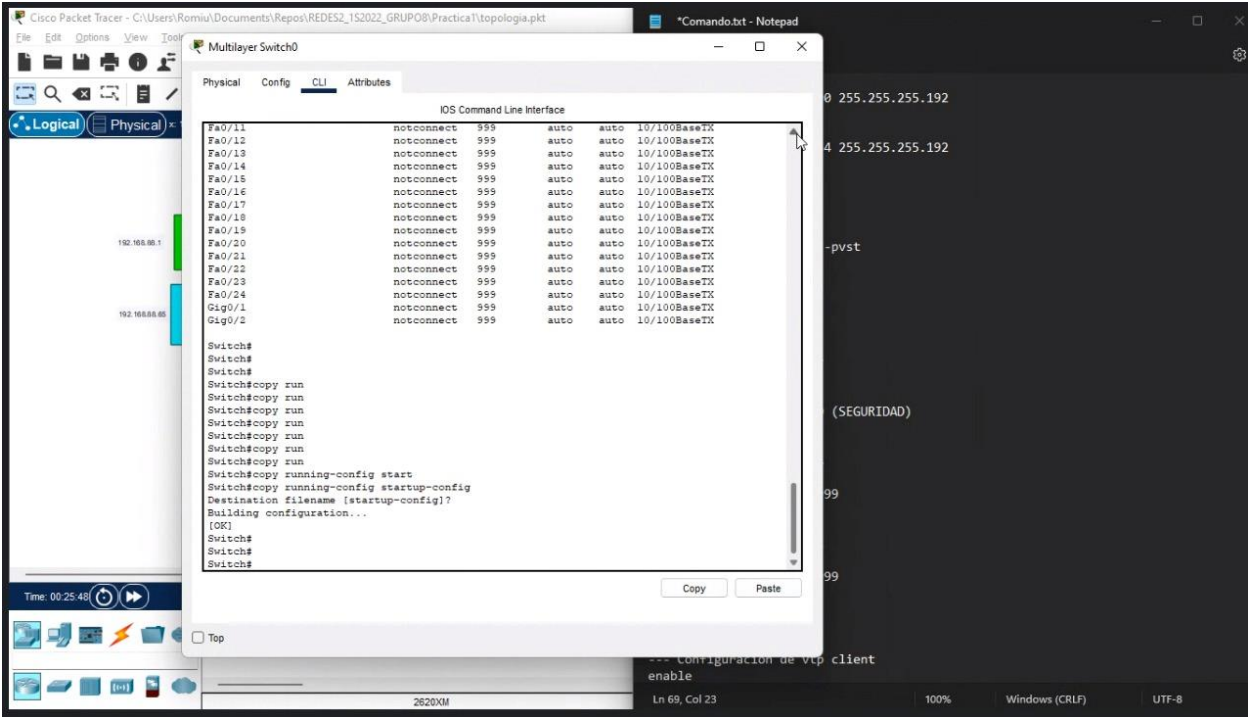 Cisco Packet Tracer - C:\Users\Romiu\Documents\Repos\REDES2_1S2022_GRUPO8\Practica1\topologia.pkt
File Edit Options View Tool
Logical Physical x:
192.168.88.1
192.168.88.65
Time: 00:25:48
2620XM
Multilayer Switch0
Physical Config CLI Attributes
IOS Command Line Interface
Fa0/11 notconnect 999 auto auto 10/100BaseTX
Fa0/12 notconnect 999 auto auto 10/100BaseTX
Fa0/13 notconnect 999 auto auto 10/100BaseTX
Fa0/14 notconnect 999 auto auto 10/100BaseTX
Fa0/15 notconnect 999 auto auto 10/100BaseTX
Fa0/16 notconnect 999 auto auto 10/100BaseTX
Fa0/17 notconnect 999 auto auto 10/100BaseTX
Fa0/18 notconnect 999 auto auto 10/100BaseTX
Fa0/19 notconnect 999 auto auto 10/100BaseTX
Fa0/20 notconnect 999 auto auto 10/100BaseTX
Fa0/21 notconnect 999 auto auto 10/100BaseTX
Fa0/22 notconnect 999 auto auto 10/100BaseTX
Fa0/23 notconnect 999 auto auto 10/100BaseTX
Fa0/24 notconnect 999 auto auto 10/100BaseTX
Gig0/1 notconnect 999 auto auto 10/100BaseTX
Gig0/2 notconnect 999 auto auto 10/100BaseTX
Switch#
Switch#
Switch#
Switch#copy run
Switch#copy run
Switch#copy run
Switch#copy run
Switch#copy run
Switch#copy run
Switch#copy run
Switch#copy running-config start
Switch#copy running-config startup-config
Destination filename [startup-config]?
Building configuration...
[OK]
Switch#
Switch#
Switch#
Copy Paste
Top
*Comando.txt - Notepad
0 255.255.255.192
4 255.255.255.192
-pvst
(SEGURIDAD)
99
99
--- Configuracion de vtp client
enable
Ln 69, Col 23 100% Windows (CRLF) UTF-8